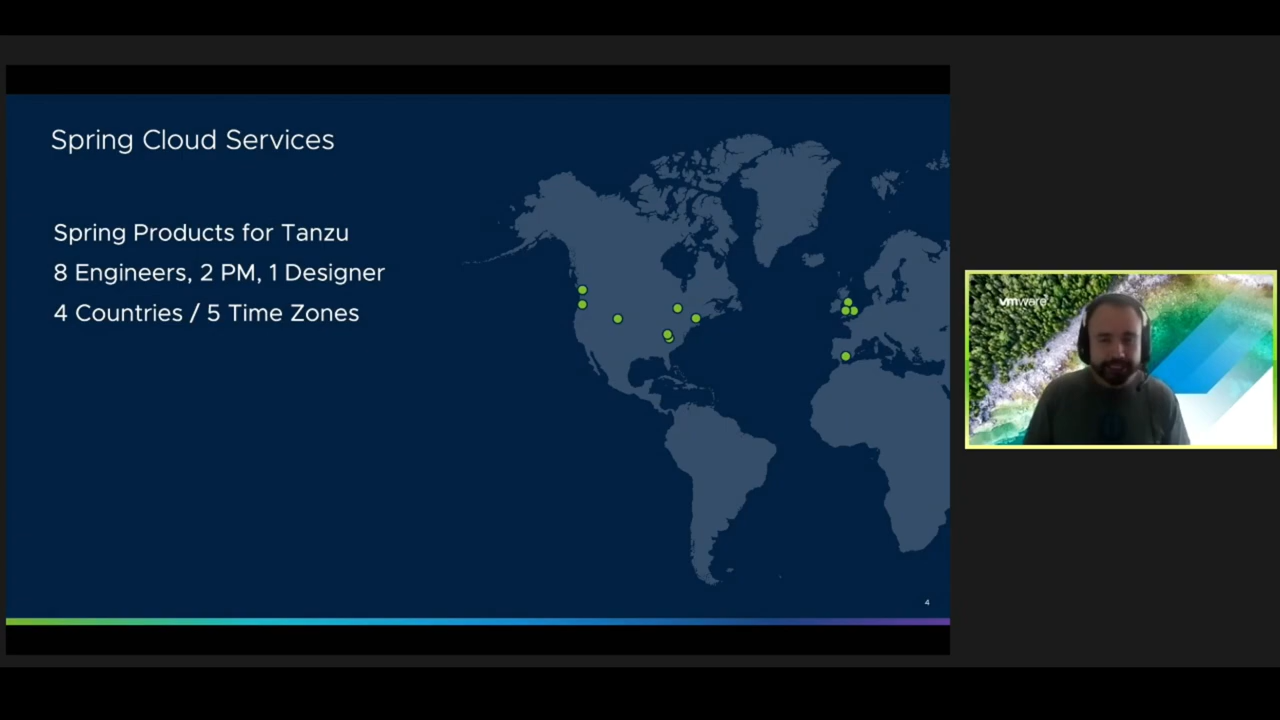 Spring Cloud Services
Spring Products for Tanzu
8 Engineers, 2 PM, 1 Designer
4 Countries / 5 Time Zones
4
vmware